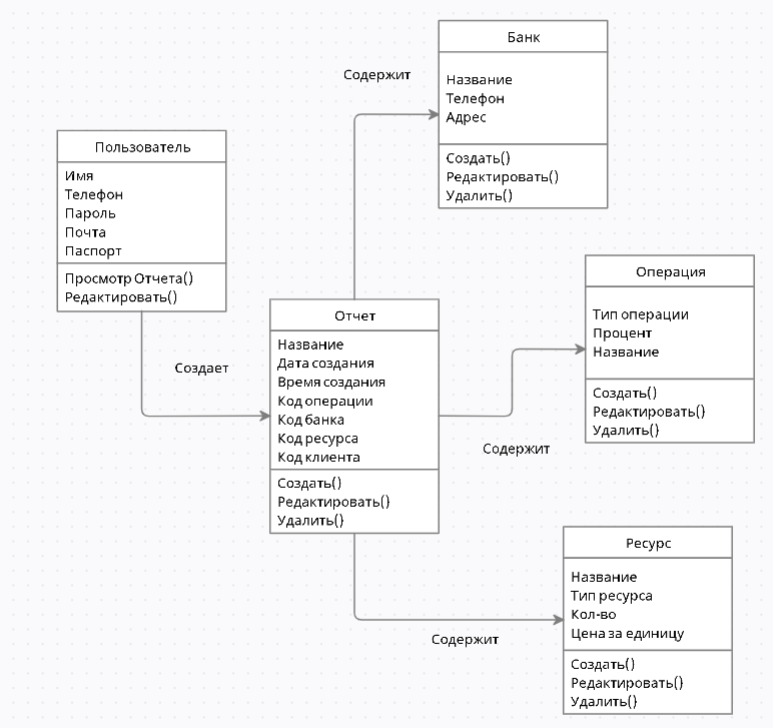 Банк
Название
Телефон
Адрес
Создать()
Редактировать()
Удалить()
Содержит
Пользователь
Имя
Телефон
Пароль
Почта
Паспорт
Просмотр Отчета()
Редактировать()
Создает
Отчет
Название
Дата создания
Время создания
Код операции
Код банка
Код ресурса
Код клиента
Создать()
Редактировать()
Удалить()
Операция
Тип операции
Процент
Название
Создать()
Редактировать()
Удалить()
Содержит
Ресурс
Название
Тип ресурса
Кол-во
Цена за единицу
Создать()
Редактировать()
Удалить()
Содержит